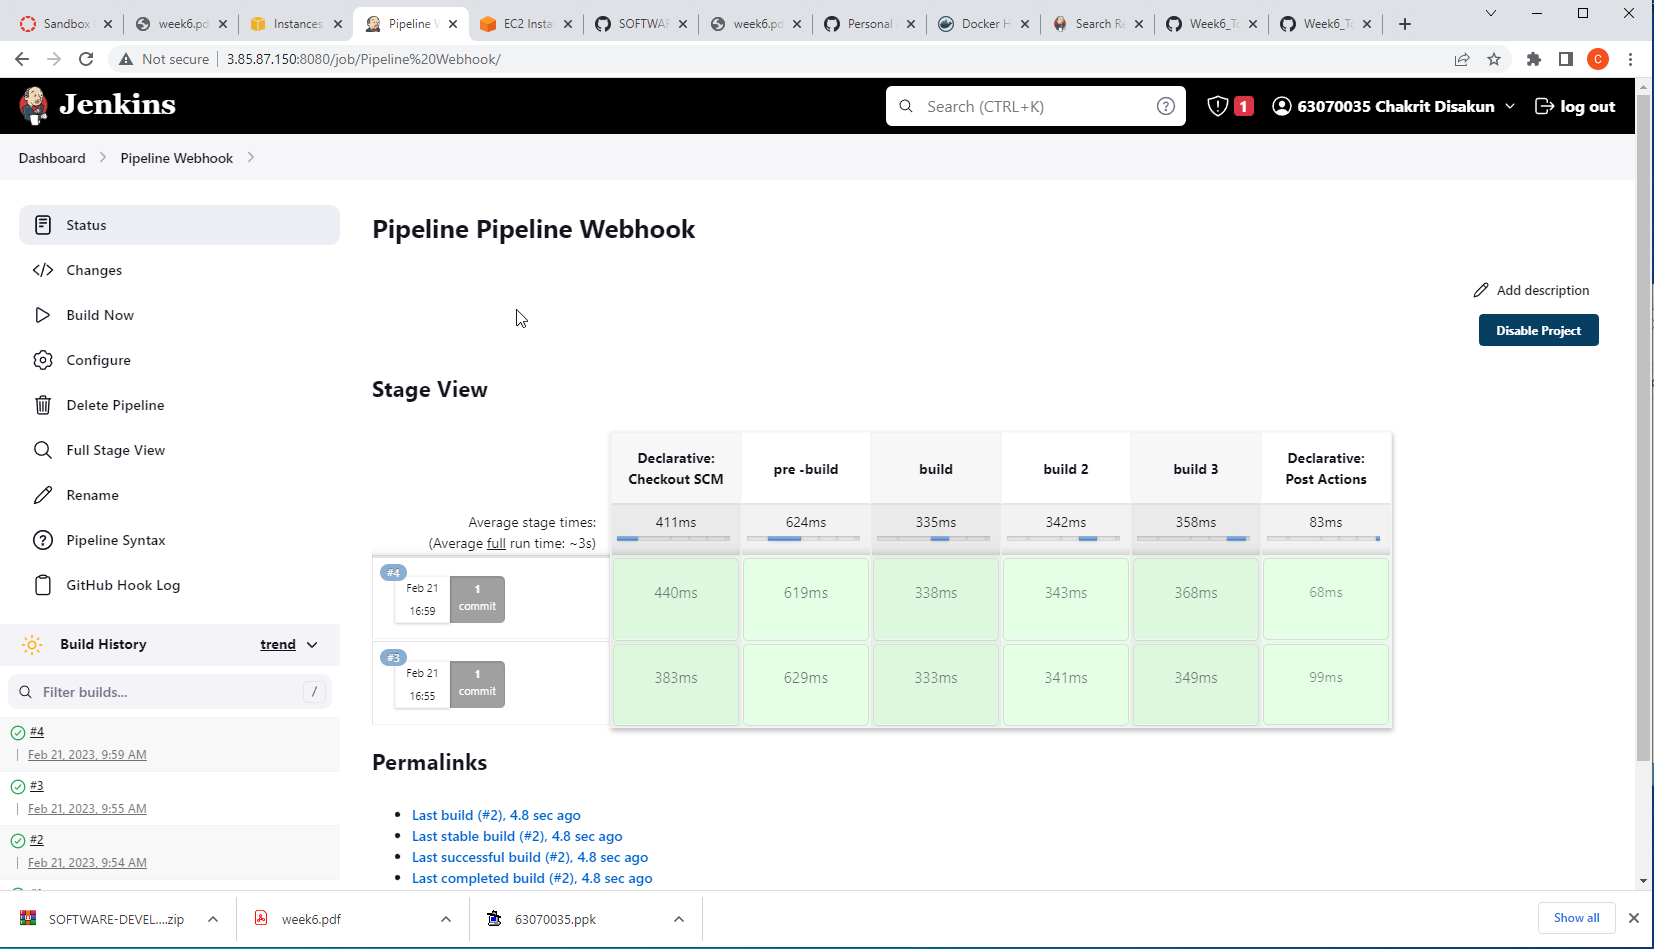 Sandbox
week6.pd
Instances
Pipeline W
EC2 Insta
SOFTWAR
week6.pd
Personal
Docker H
Search Re
Week6_To
Week6_To
Not secure
3.85.87.150:8080/job/Pipeline%20Webhook/
C
Jenkins
Search (CTRL+K)
1
63070035 Chakrit Disakun
log out
Dashboard
Pipeline Webhook
Status
Changes
Build Now
Configure
Delete Pipeline
Full Stage View
Rename
Pipeline Syntax
GitHub Hook Log
Build History
trend
Filter builds...
/
#4
Feb 21, 2023, 9:59 AM
#3
Feb 21, 2023, 9:55 AM
#2
Feb 21, 2023, 9:54 AM
Pipeline Pipeline Webhook
Add description
Disable Project
Stage View
Declarative: Checkout SCM
pre -build
build
build 2
build 3
Declarative: Post Actions
Average stage times:
(Average full run time: ~3s)
411ms
624ms
335ms
342ms
358ms
83ms
#4
Feb 21
16:59
1
commit
440ms
619ms
338ms
343ms
368ms
68ms
#3
Feb 21
16:55
1
commit
383ms
629ms
333ms
341ms
349ms
99ms
Permalinks
Last build (#2), 4.8 sec ago
Last stable build (#2), 4.8 sec ago
Last successful build (#2), 4.8 sec ago
Last completed build (#2), 4.8 sec ago
SOFTWARE-DEVEL....zip
week6.pdf
63070035.ppk
Show all